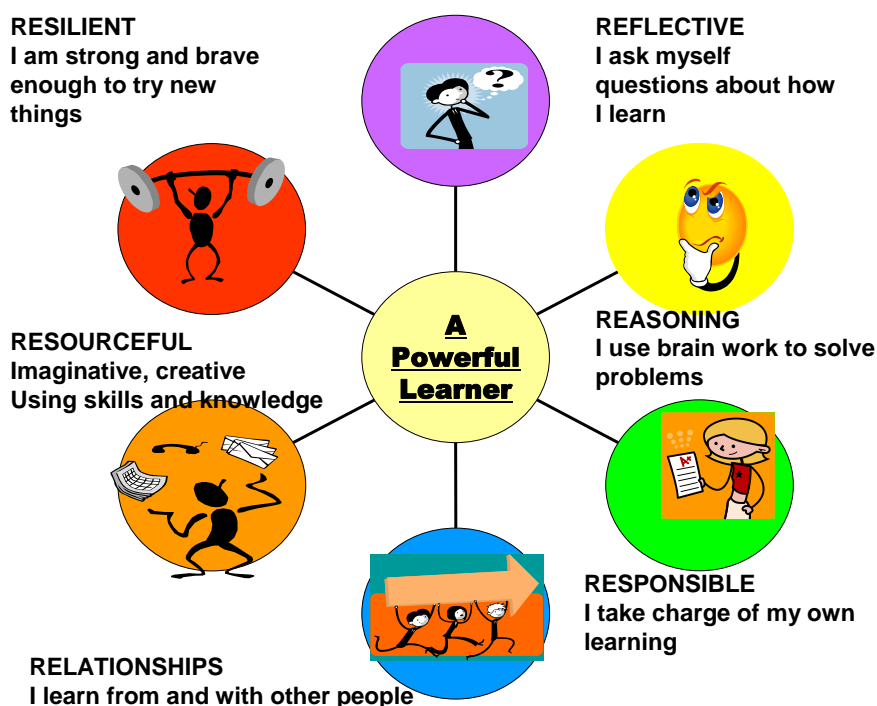 RESILIENT
I am strong and brave
enough to try new
things
REFLECTIVE
I ask myself
questions about how
I learn
?
A
Powerful
Learner
RESOURCEFUL
Imaginative, creative
Using skills and knowledge
REASONING
I use brain work to solve
problems
A+
RESPONSIBLE
I take charge of my own
learning
RELATIONSHIPS
I learn from and with other people